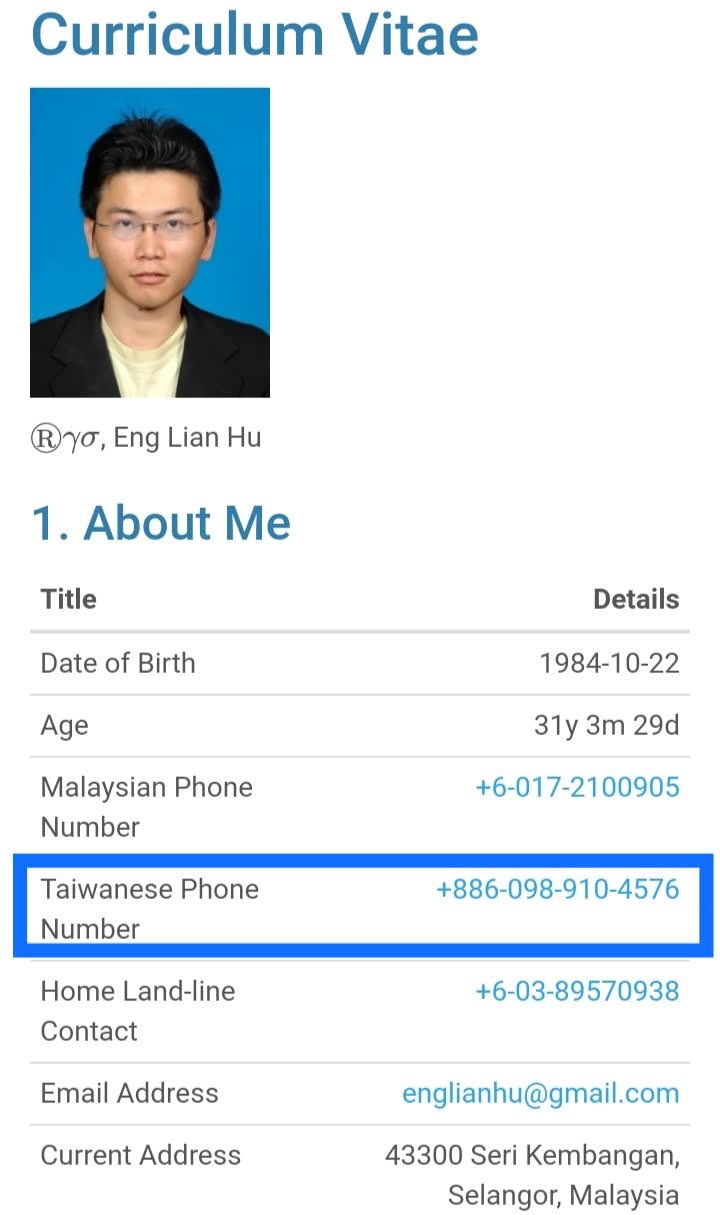 Curriculum Vitae
Ⓡγσ, Eng Lian Hu
1. About Me
Title Details
Date of Birth 1984-10-22
Age 31y 3m 29d
Malaysian Phone Number +6-017-2100905
Taiwanese Phone Number +886-098-910-4576
Home Land-line Contact +6-03-89570938
Email Address englianhu@gmail.com
Current Address 43300 Seri Kembangan, Selangor, Malaysia